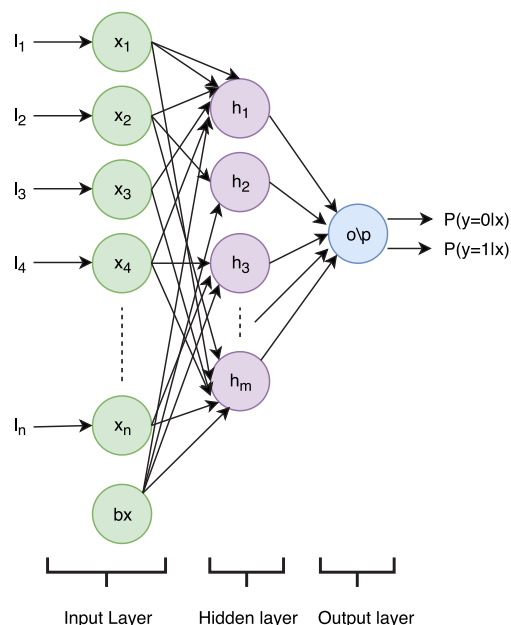 I₁
x₁
I₂
x₂
h₁
I₃
x₃
h₂
I₄
x₄
h₃
o\p
P(y=0|x)
P(y=1|x)
hₘ
Iₙ
xₙ
bx
Input Layer
Hidden layer
Output layer